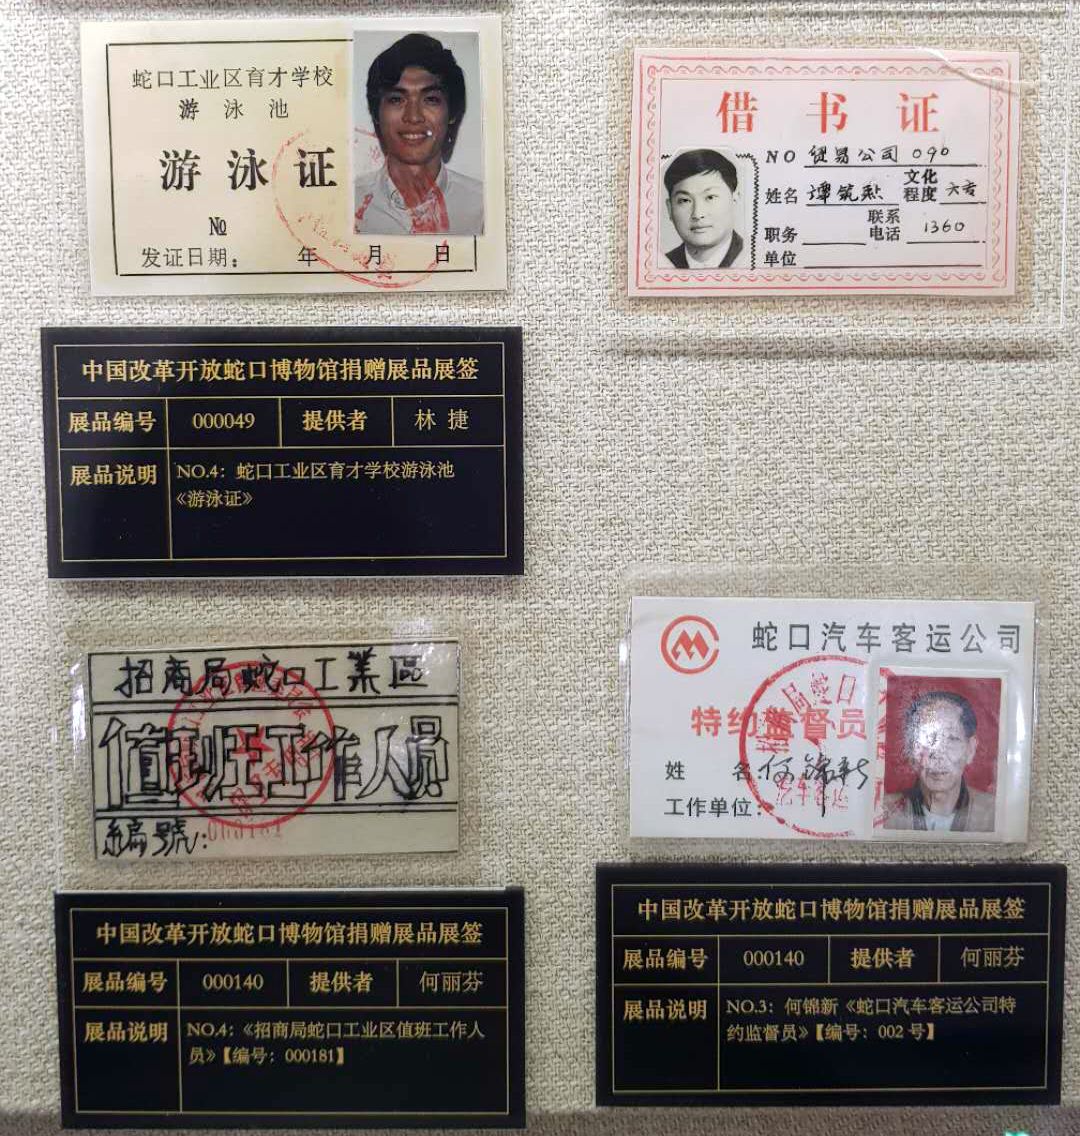 蛇口工业区育才学校
游泳池
游泳证
№
发证日期： 年 月 日
借书证
NO 贸易公司 090
姓名 谭筑熙 文化程度 大专
职务 联系电话 1360
单位
中国改革开放蛇口博物馆捐赠展品展签
展品编号 000049 提供者 林捷
展品说明 NO.4：蛇口工业区育才学校游泳池
《游泳证》
招商局蛇口工業區
值班工作人員
編號：000181
蛇口汽车客运公司
特约监督员
姓 名：何锦新
工作单位：
中国改革开放蛇口博物馆捐赠展品展签
展品编号 000140 提供者 何丽芬
展品说明 NO.4：《招商局蛇口工业区值班工作人
员》【编号：000181】
中国改革开放蛇口博物馆捐赠展品展签
展品编号 000140 提供者 何丽芬
展品说明 NO.3：何锦新《蛇口汽车客运公司特
约监督员》【编号：002 号】